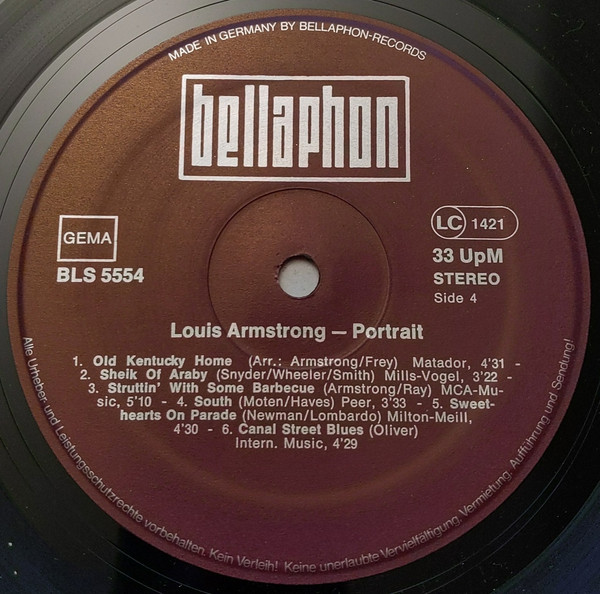 MADE IN GERMANY BY BELLAPHON-RECORDS
bellaphon
GEMA
BLS 5554
LC 1421
33 UpM
STEREO
Side 4
Louis Armstrong – Portrait
1. Old Kentucky Home (Arr.: Armstrong/Frey) Matador, 4'31 -
2. Sheik Of Araby (Snyder/Wheeler/Smith) Mills-Vogel, 3'22 -
3. Struttin' With Some Barbecue (Armstrong/Ray) MCA-Mu-
sic, 5'10 - 4. South (Moten/Haves) Peer, 3'33 - 5. Sweet-
hearts On Parade (Newman/Lombardo) Milton-Meill,
4'30 - 6. Canal Street Blues (Oliver)
Intern. Music, 4'29
Alle Urheber- und Leistungsschutzrechte vorbehalten. Kein Verleih! Keine unerlaubte Vervielfältigung, Vermietung, Aufführung und Sendung!